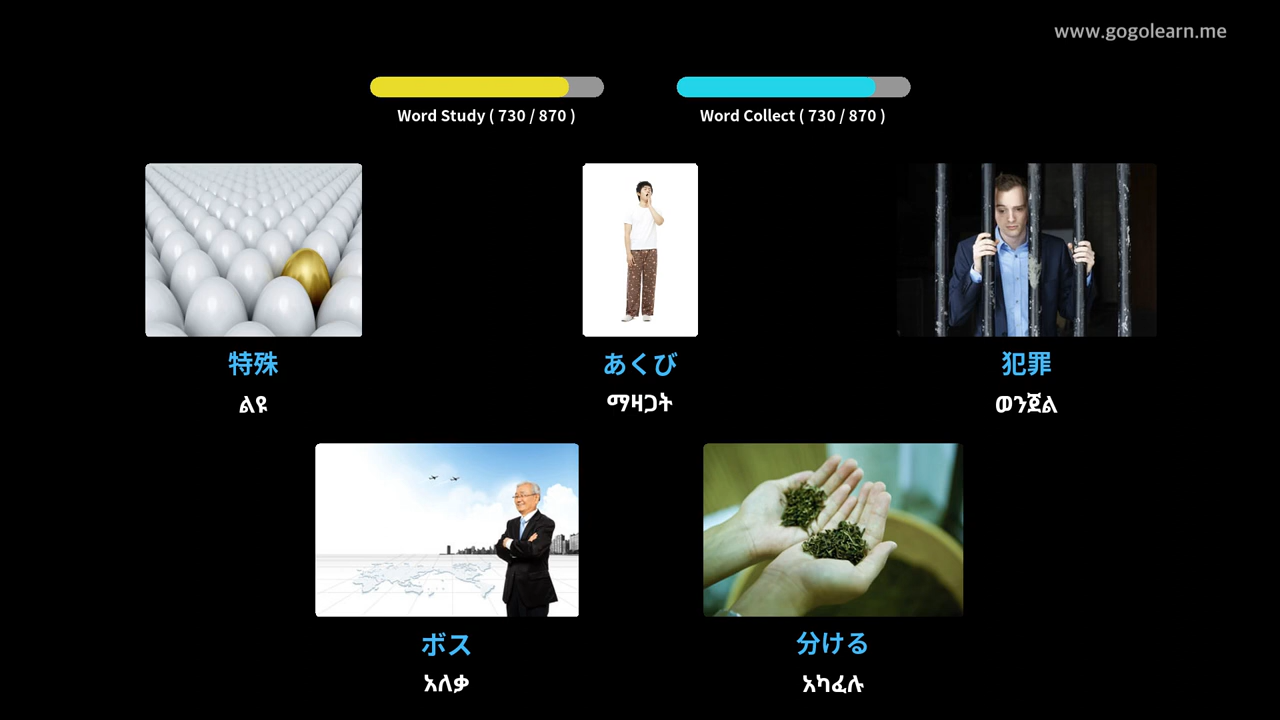 www.gogolearn.me
Word Study ( 730 / 870 )
Word Collect ( 730 / 870 )
特殊
あくび
犯罪
ልዩ
ማዛጋት
ወንጀል
ボス
分ける
አለቃ
አካፈሉ